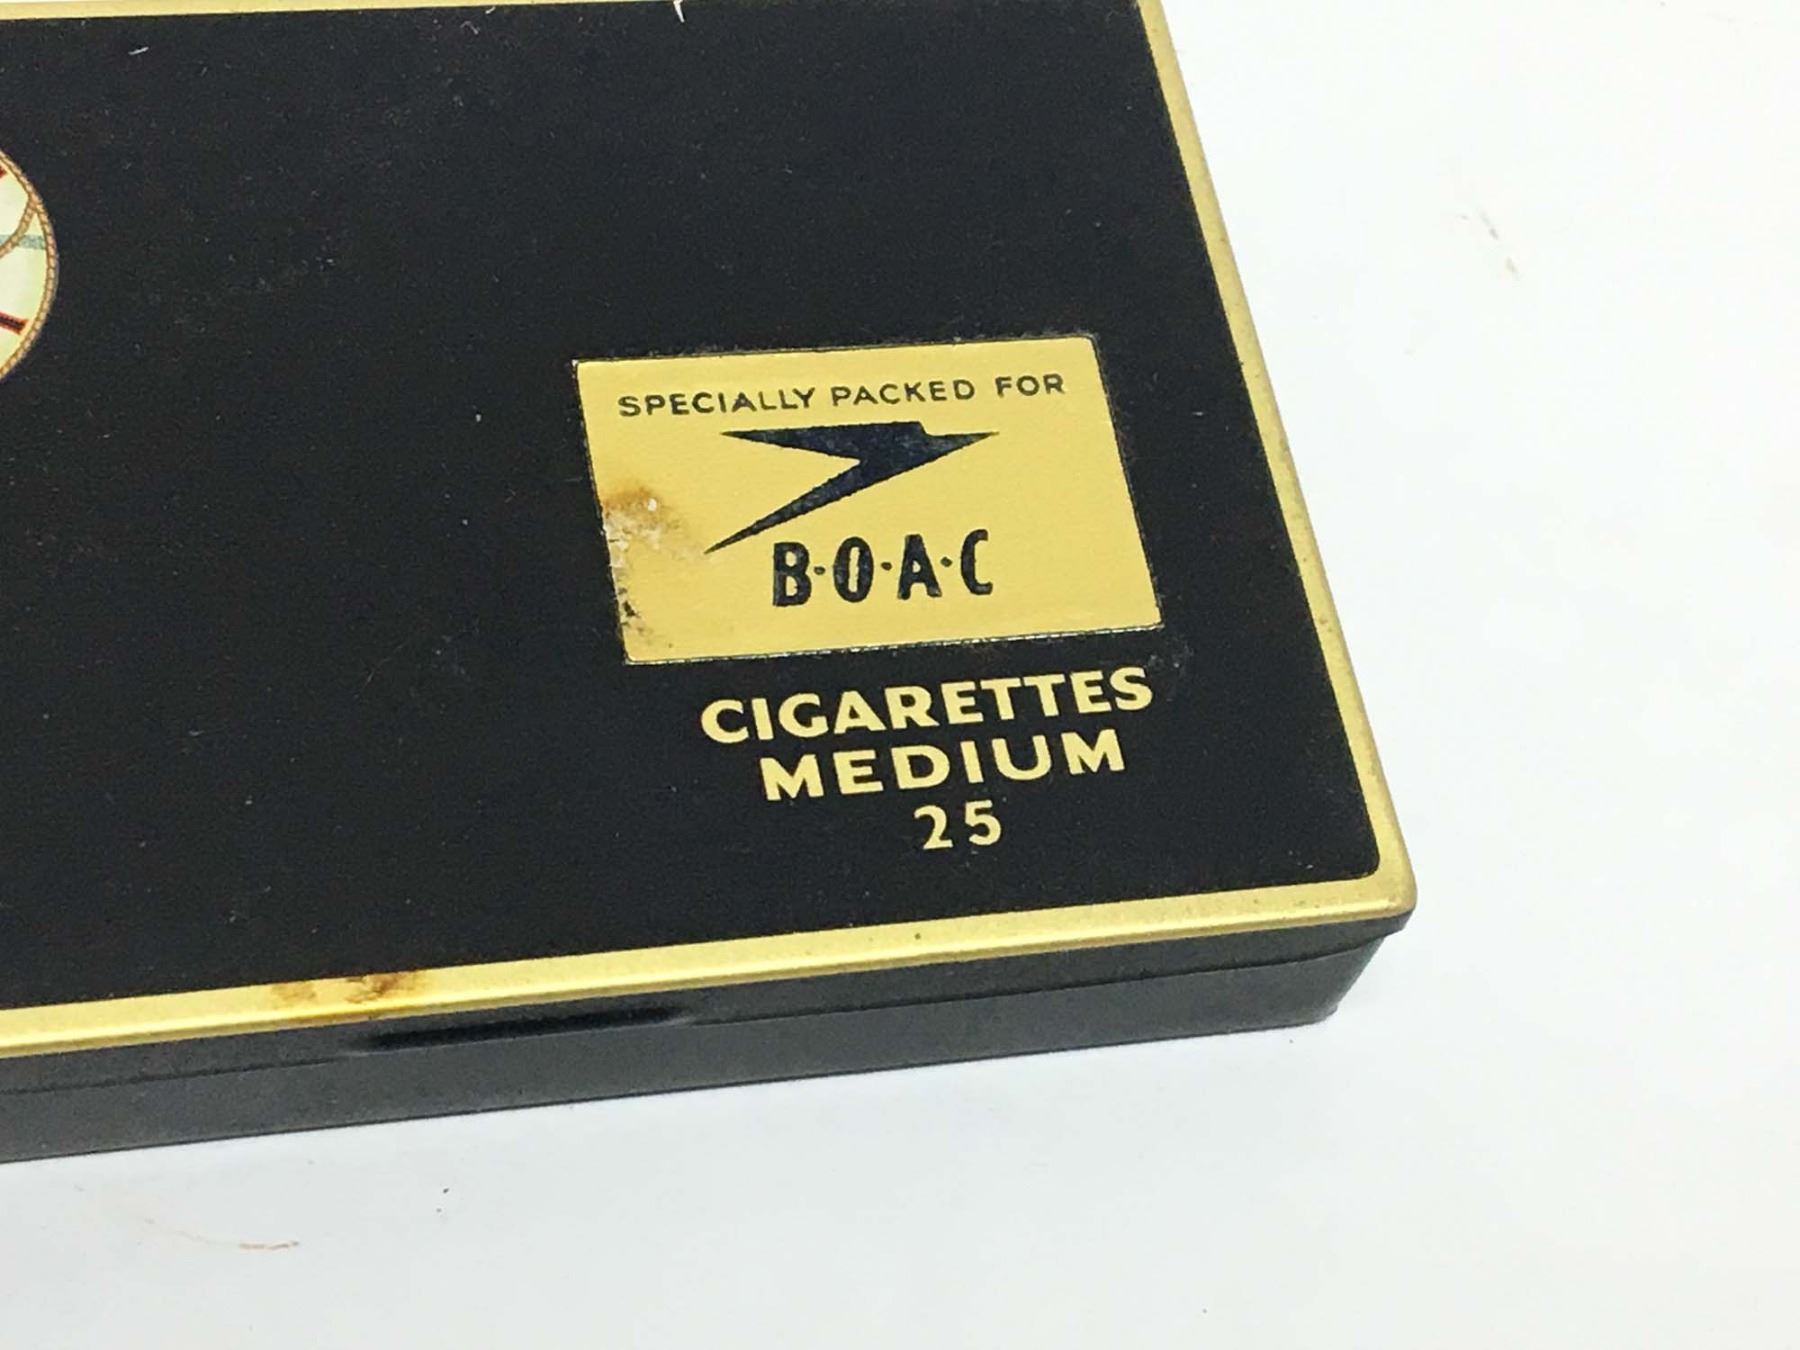 SPECIALLY PACKED FOR
B·O·A·C
CIGARETTES
MEDIUM
25